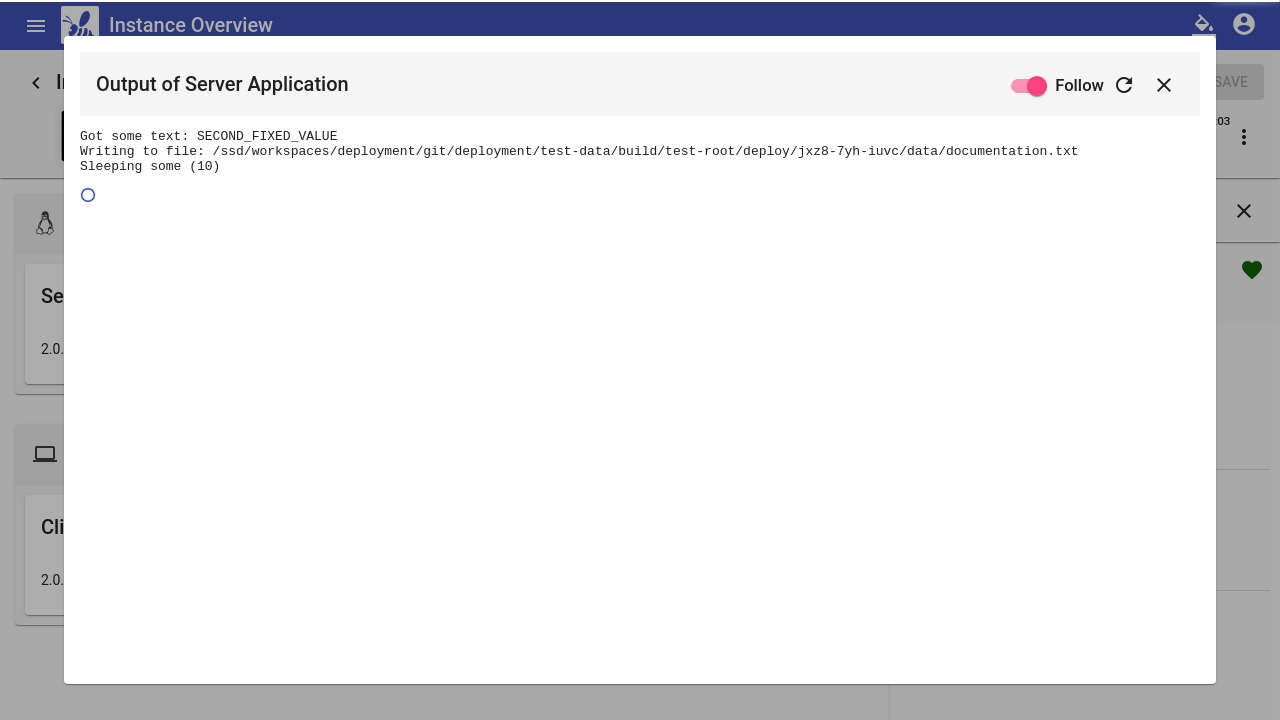 Instance Overview
Output of Server Application
Follow
SAVE
:03
Got some text: SECOND_FIXED_VALUE
Writing to file: /ssd/workspaces/deployment/git/deployment/test-data/build/test-root/deploy/jxz8-7yh-iuvc/data/documentation.txt
Sleeping some (10)
Se
2.0.
Cli
2.0.